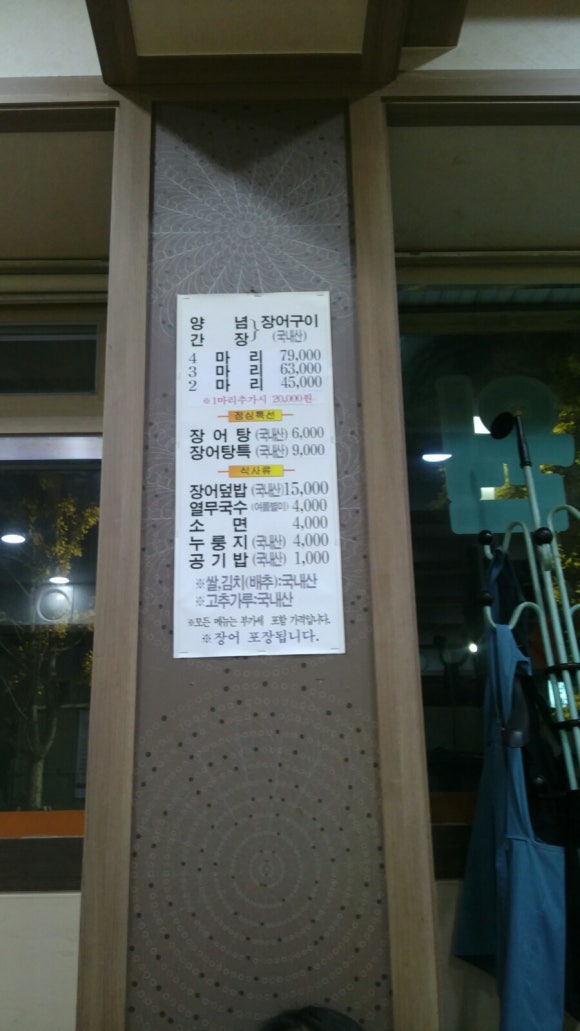 양 념 } 장어구이
간 장 (국내산)
4 마 리 79,000
3 마 리 63,000
2 마 리 45,000
※1마리추가시 20,000원
점심특선
장 어 탕 (국내산) 6,000
장어탕특 (국내산) 9,000
식사류
장어덮밥 (국내산) 15,000
열무국수 (여름별미) 4,000
소 면 4,000
누 룽 지 (국내산) 4,000
공 기 밥 (국내산) 1,000
※쌀,김치(배추):국내산
※고추가루:국내산
※모든 메뉴는 부가세 포함 가격입니다.
※장어 포장됩니다.